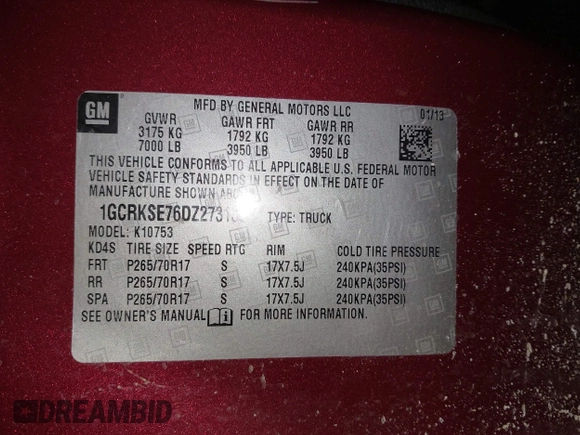 GM
MFD BY GENERAL MOTORS LLC
01/13
GVWR GAWR FRT GAWR RR
3175 KG 1792 KG 1792 KG
7000 LB 3950 LB 3950 LB
THIS VEHICLE CONFORMS TO ALL APPLICABLE U.S. FEDERAL MOTOR
VEHICLE SAFETY STANDARDS IN EFFECT ON THE DATE OF
MANUFACTURE SHOWN ABOVE
TYPE: TRUCK
MODEL: K10753
KD4S TIRE SIZE SPEED RTG RIM COLD TIRE PRESSURE
FRT P265/70R17 S 17X7.5J 240KPA(35PSI)
RR P265/70R17 S 17X7.5J 240KPA(35PSI)
SPA P265/70R17 S 17X7.5J 240KPA(35PSI)
SEE OWNER'S MANUAL FOR MORE INFORMATION.
DREAMBID